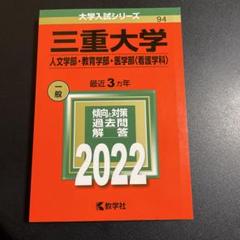 大学入試シリーズ
94
三重大学
人文学部・教育学部・医学部〈看護学科〉
一般
最近3カ年
傾向と対策
過去問
解答
2022
教学社